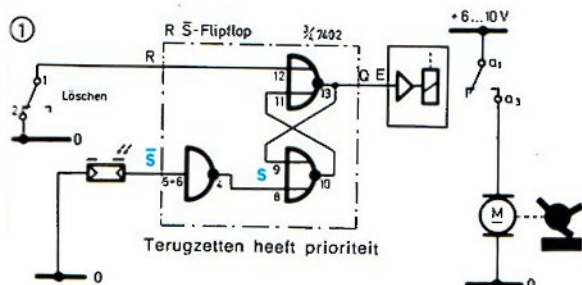 ①
R S̅-Flipflop
¾ 7402
+6...10V
R
12
13
11
Q E
a₁
a₃
1
2
Löschen
0
S̅
5+6
4
S
9
8
10
M
Terugzetten heeft prioriteit
0
0